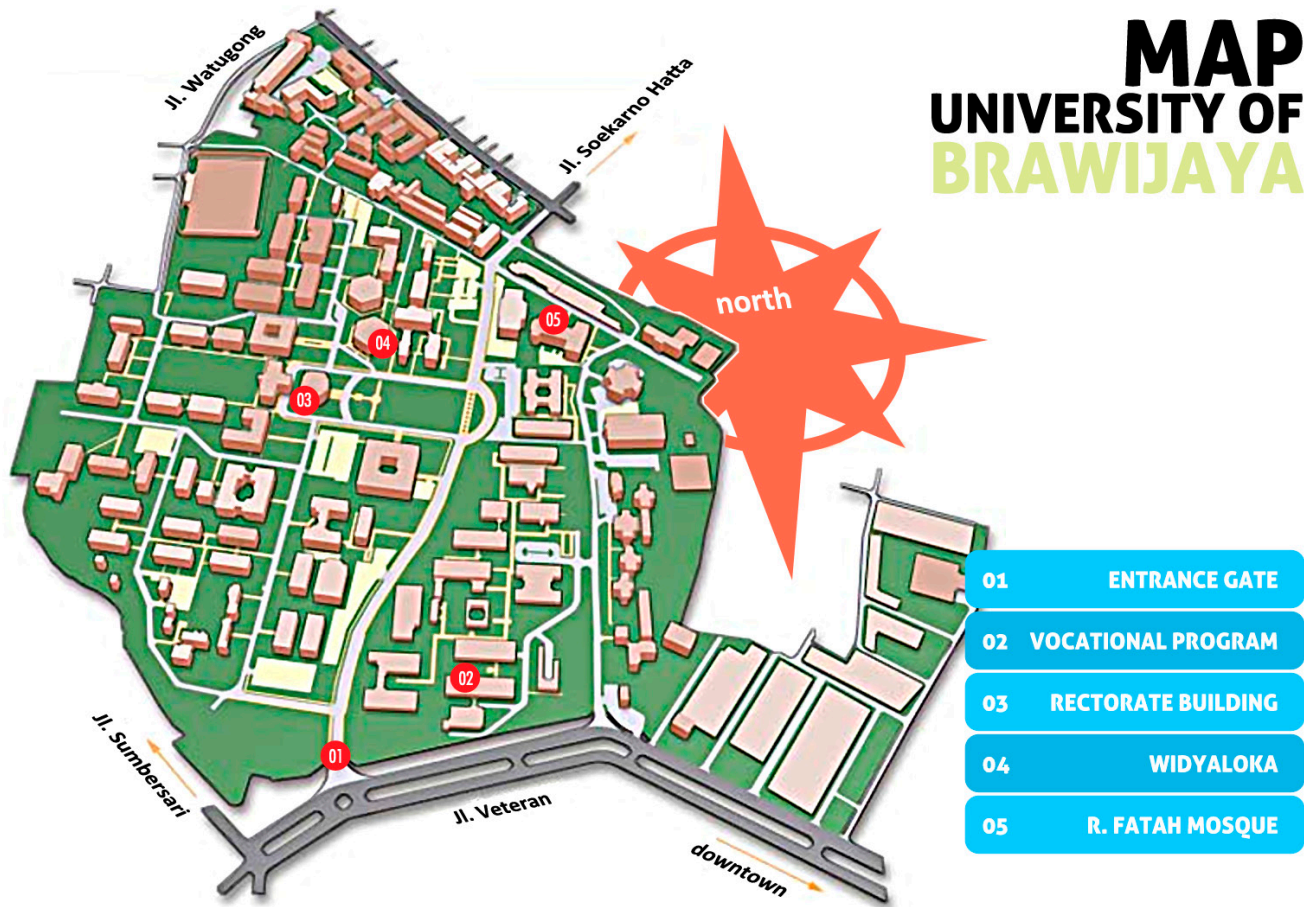 MAP
UNIVERSITY OF
BRAWIJAYA
Jl. Watugong
Jl. Soekarno Hatta
north
05
04
03
02
01
Jl. Sumbersari
Jl. Veteran
downtown
01 ENTRANCE GATE
02 VOCATIONAL PROGRAM
03 RECTORATE BUILDING
04 WIDYALOKA
05 R. FATAH MOSQUE